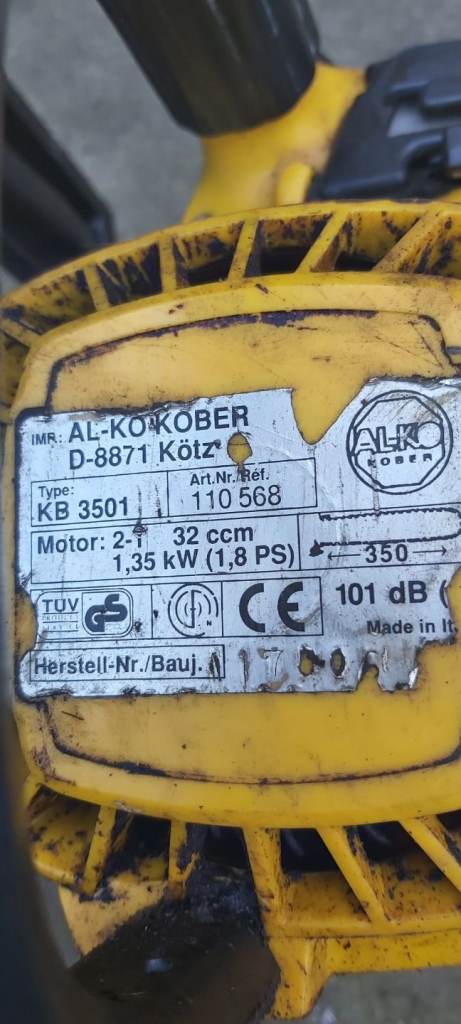 IMR.: AL-KO KOBER
D-8871 Kötz
AL-KO
KOBER
Type:
KB 3501
Art.Nr./Réf.
110 568
Motor: 2- 32 ccm
1,35 kW (1,8 PS)
350
TÜV
GS
CE
101 dB (
Made in It.
Herstell-Nr./Bauj.